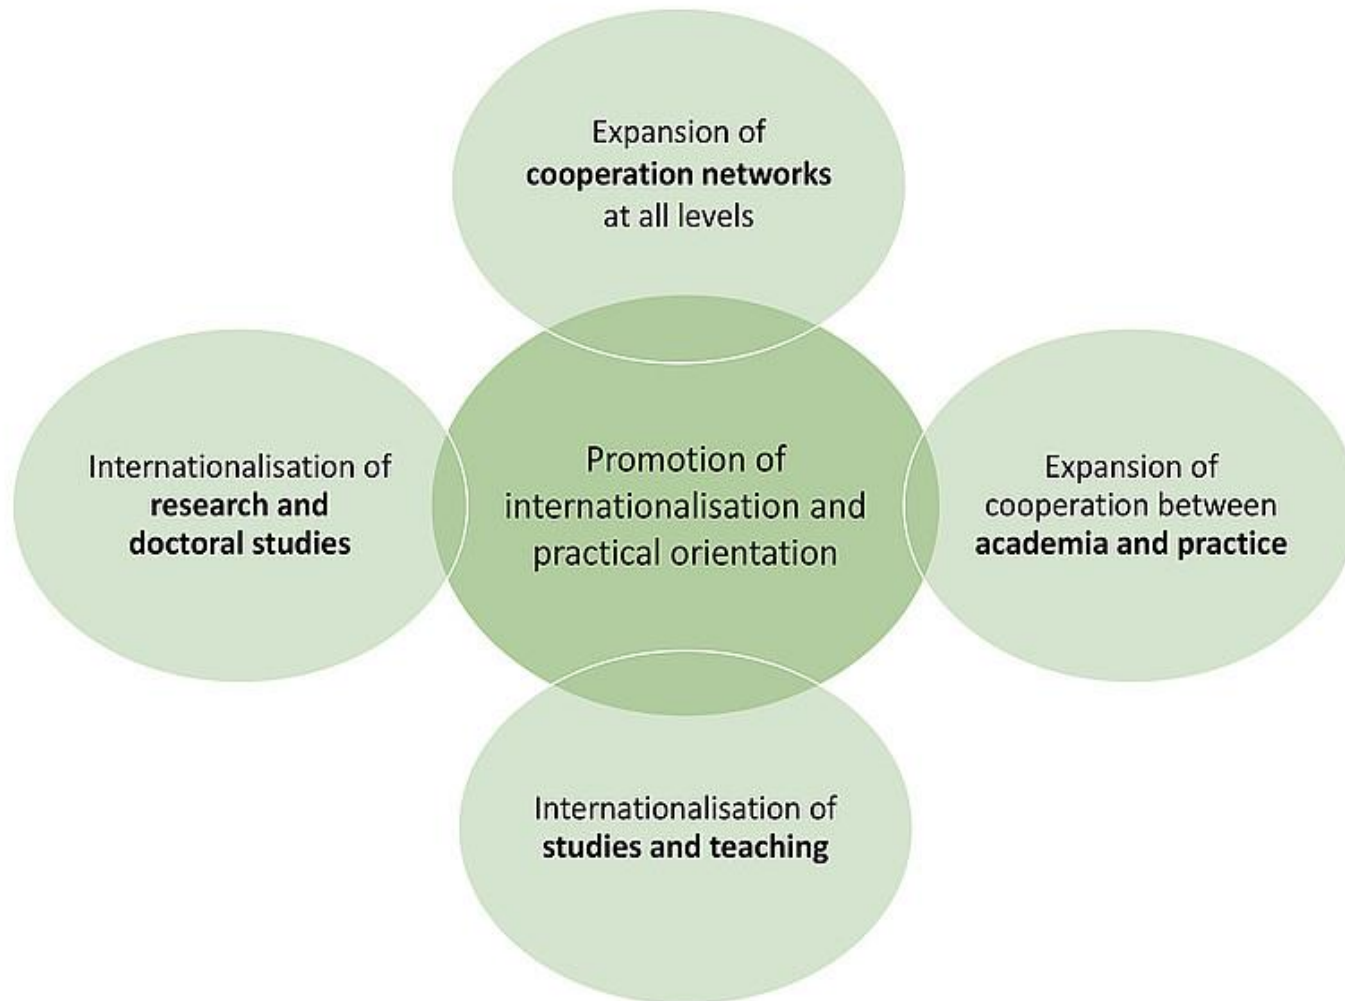 Expansion of
cooperation networks
at all levels
Internationalisation of
research and
doctoral studies
Promotion of
internationalisation and
practical orientation
Expansion of
cooperation between
academia and practice
Internationalisation of
studies and teaching